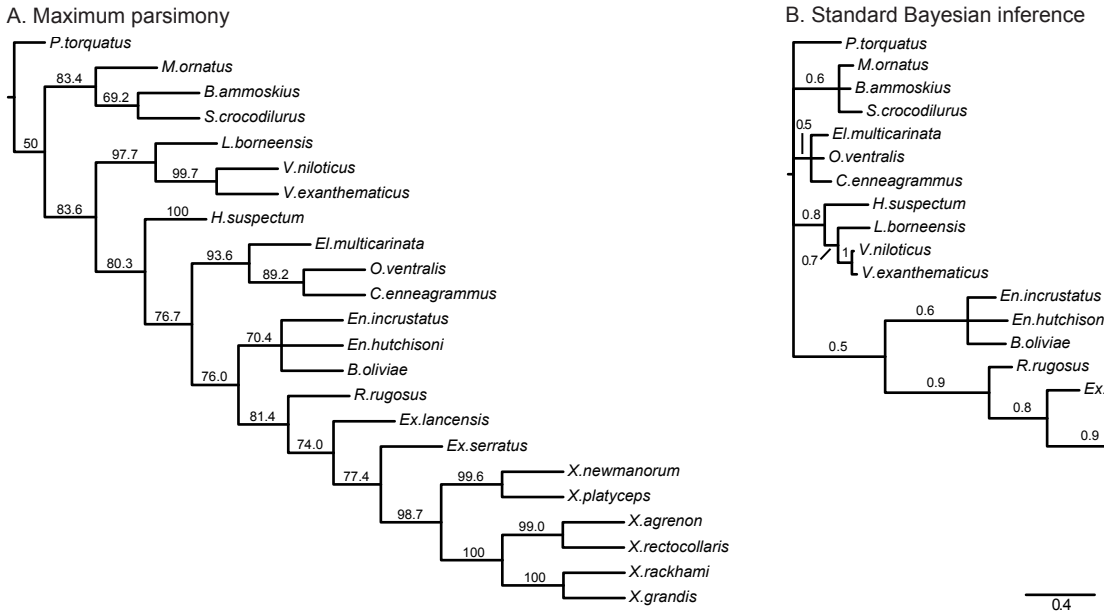 A. Maximum parsimony
P.torquatus
M.ornatus
83.4
B.ammoskius
69.2
S.crocodilurus
50
L.borneensis
97.7
V.niloticus
99.7
V.exanthematicus
83.6
H.suspectum
100
80.3
El.multicarinata
93.6
O.ventralis
89.2
C.enneagrammus
76.7
En.incrustatus
70.4
En.hutchisoni
B.oliviae
76.0
R.rugosus
81.4
Ex.lancensis
74.0
Ex.serratus
77.4
X.newmanorum
99.6
X.platyceps
98.7
X.agrenon
99.0
X.rectocollaris
100
X.rackhami
100
X.grandis
B. Standard Bayesian inference
P.torquatus
M.ornatus
0.6
B.ammoskius
S.crocodilurus
0.5
El.multicarinata
O.ventralis
C.enneagrammus
H.suspectum
0.8
L.borneensis
0.7
1
V.niloticus
V.exanthematicus
En.incrustatus
0.6
En.hutchisoni
B.oliviae
0.5
R.rugosus
0.9
Ex.
0.8
0.9
0.4